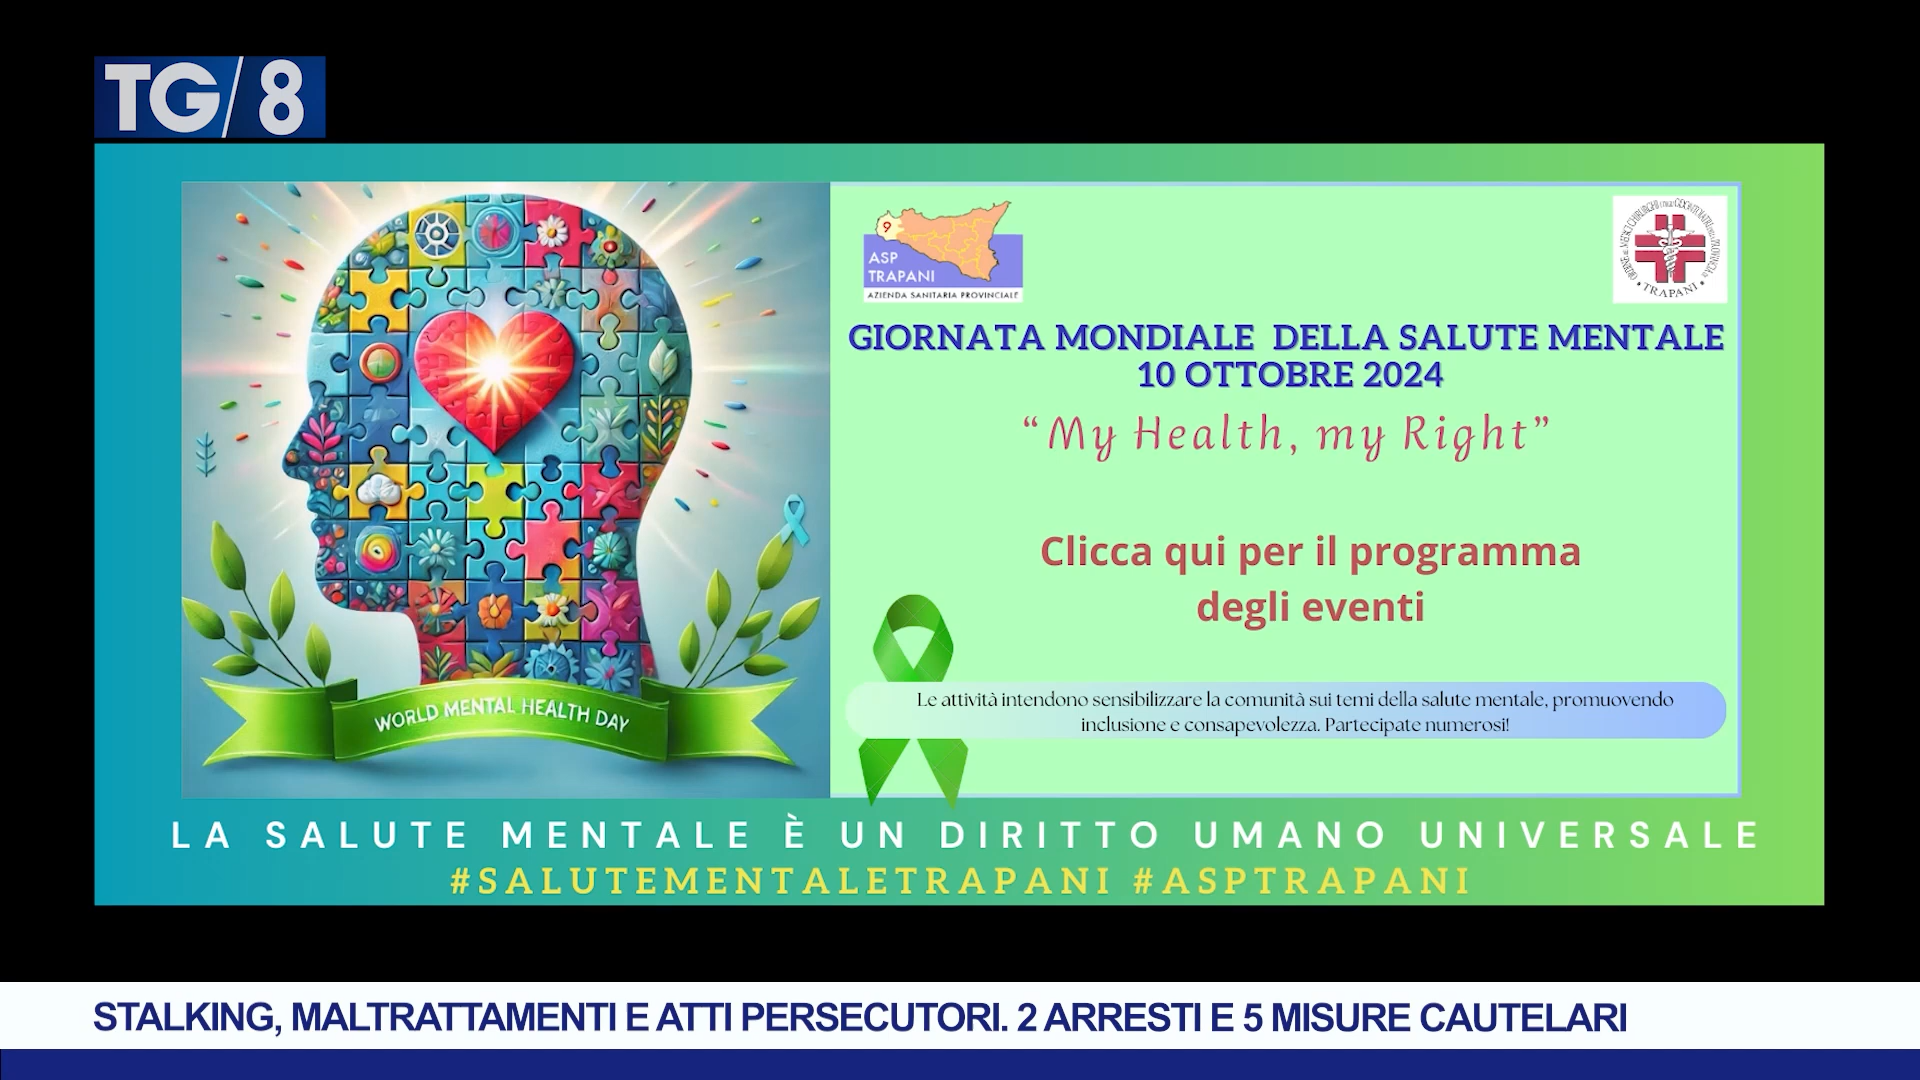 TG/8
9
ASP
TRAPANI
AZIENDA SANITARIA PROVINCIALE
TRAPANI
GIORNATA MONDIALE DELLA SALUTE MENTALE
10 OTTOBRE 2024
“My Health, my Right”
Clicca qui per il programma
degli eventi
WORLD MENTAL HEALTH DAY
Le attività intendono sensibilizzare la comunità sui temi della salute mentale, promuovendo
inclusione e consapevolezza. Partecipate numerosi!
LA SALUTE MENTALE È UN DIRITTO UMANO UNIVERSALE
#SALUTEMENTALETRAPANI #ASPTRAPANI
STALKING, MALTRATTAMENTI E ATTI PERSECUTORI. 2 ARRESTI E 5 MISURE CAUTELARI